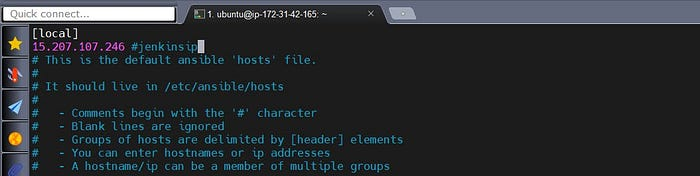 Quick connect...
1. ubuntu@ip-172-31-42-165: ~
[local]
15.207.107.246 #jenkinsip
# This is the default ansible 'hosts' file.
#
# It should live in /etc/ansible/hosts
#
#   - Comments begin with the '#' character
#   - Blank lines are ignored
#   - Groups of hosts are delimited by [header] elements
#   - You can enter hostnames or ip addresses
#   - A hostname/ip can be a member of multiple groups